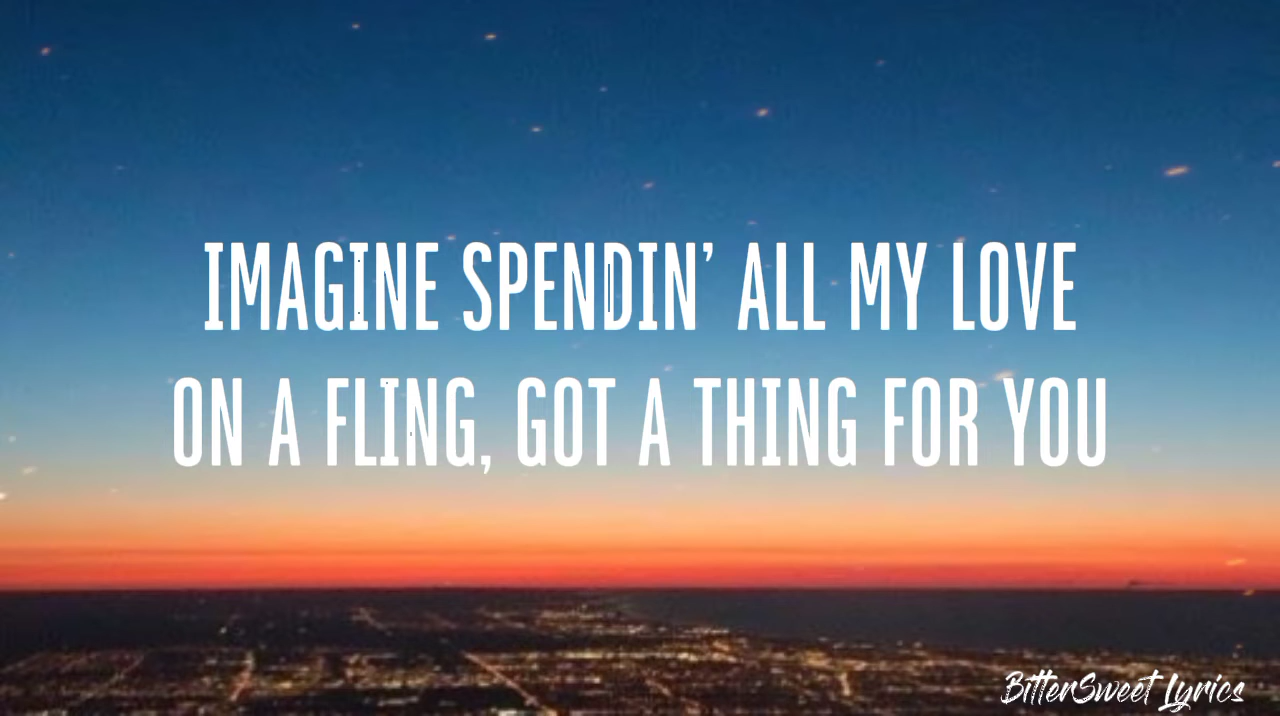 IMAGINE SPENDIN’ ALL MY LOVE
ON A FLING, GOT A THING FOR YOU
BitterSweet Lyrics